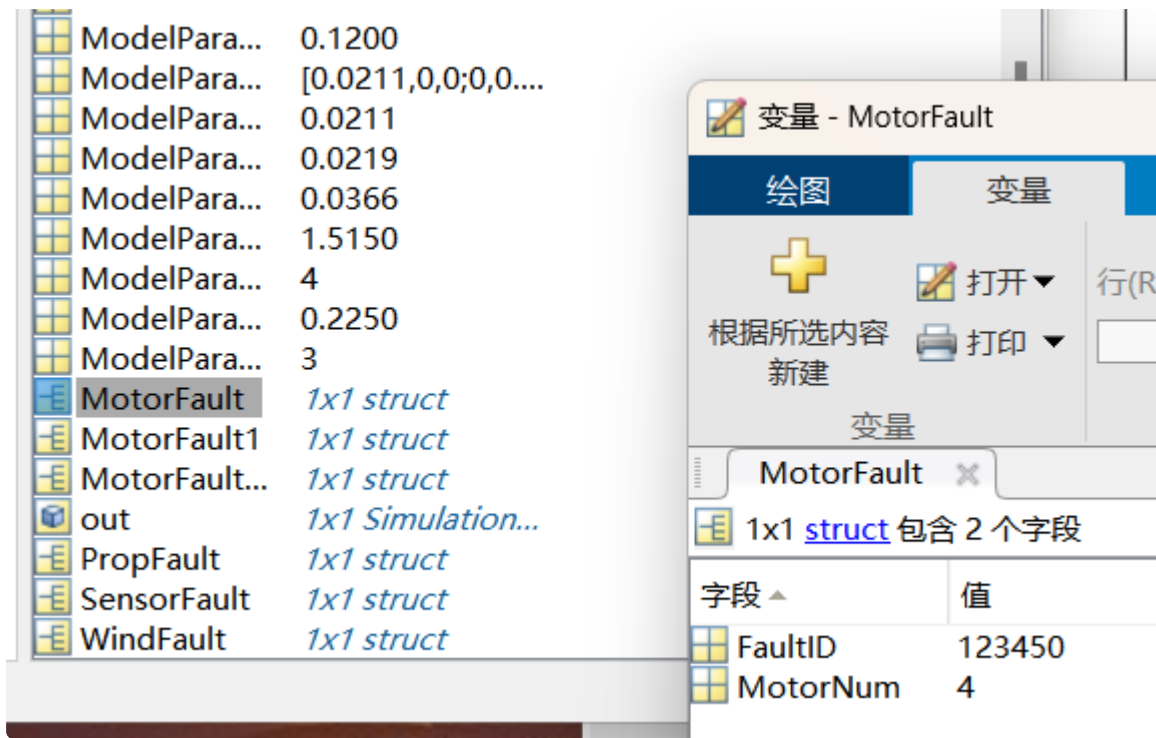 ModelPara... 0.1200
ModelPara... [0.0211,0,0;0,0....
ModelPara... 0.0211
ModelPara... 0.0219
ModelPara... 0.0366
ModelPara... 1.5150
ModelPara... 4
ModelPara... 0.2250
ModelPara... 3
MotorFault 1x1 struct
MotorFault1 1x1 struct
MotorFault... 1x1 struct
out 1x1 Simulation...
PropFault 1x1 struct
SensorFault 1x1 struct
WindFault 1x1 struct
变量 - MotorFault
绘图 变量
根据所选内容
新建
打开
打印
行(R
变量
MotorFault
1x1 struct 包含 2 个字段
字段 值
FaultID 123450
MotorNum 4